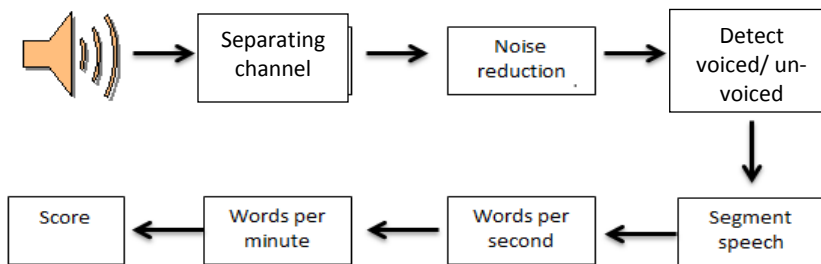 Separating
channel
Noise
reduction .
Detect
voiced/ un-
voiced
Segment
speech
Words per
second
Words per
minute
Score